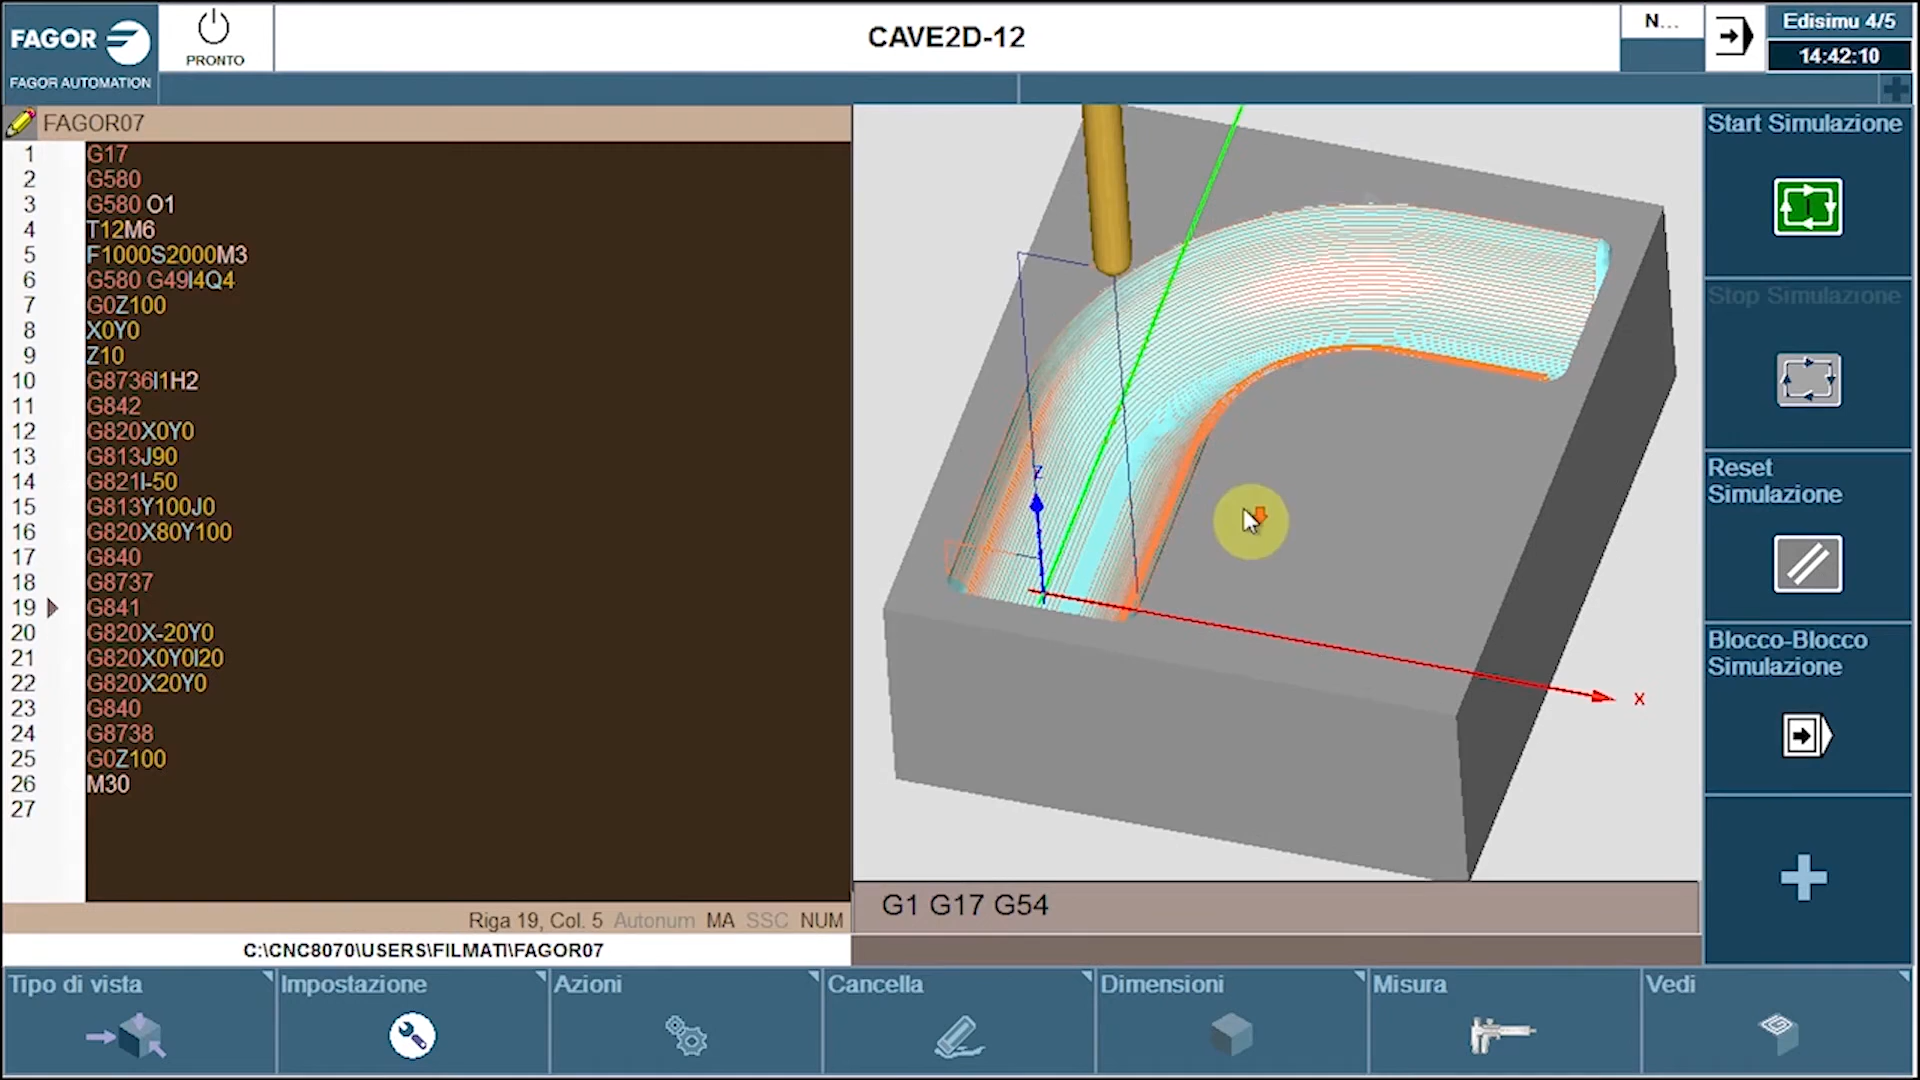 FAGOR
FAGOR AUTOMATION
PRONTO
CAVE2D-12
N...
Edisimu 4/5
14:42:10
FAGOR07
1 G17
2 G580
3 G580 O1
4 T12M6
5 F1000S2000M3
6 G580 G49I4Q4
7 G0Z100
8 X0Y0
9 Z10
10 G8736I1H2
11 G842
12 G820X0Y0
13 G813J90
14 G821I-50
15 G813Y100J0
16 G820X80Y100
17 G840
18 G8737
19 G841
20 G820X-20Y0
21 G820X0Y0I20
22 G820X20Y0
23 G840
24 G8738
25 G0Z100
26 M30
27
Riga 19, Col. 5 Autonum MA SSC NUM
C:\CNC8070\USERS\FILMATI\FAGOR07
Z
X
G1 G17 G54
Start Simulazione
Stop Simulazione
Reset
Simulazione
Blocco-Blocco
Simulazione
Tipo di vista
Impostazione
Azioni
Cancella
Dimensioni
Misura
Vedi